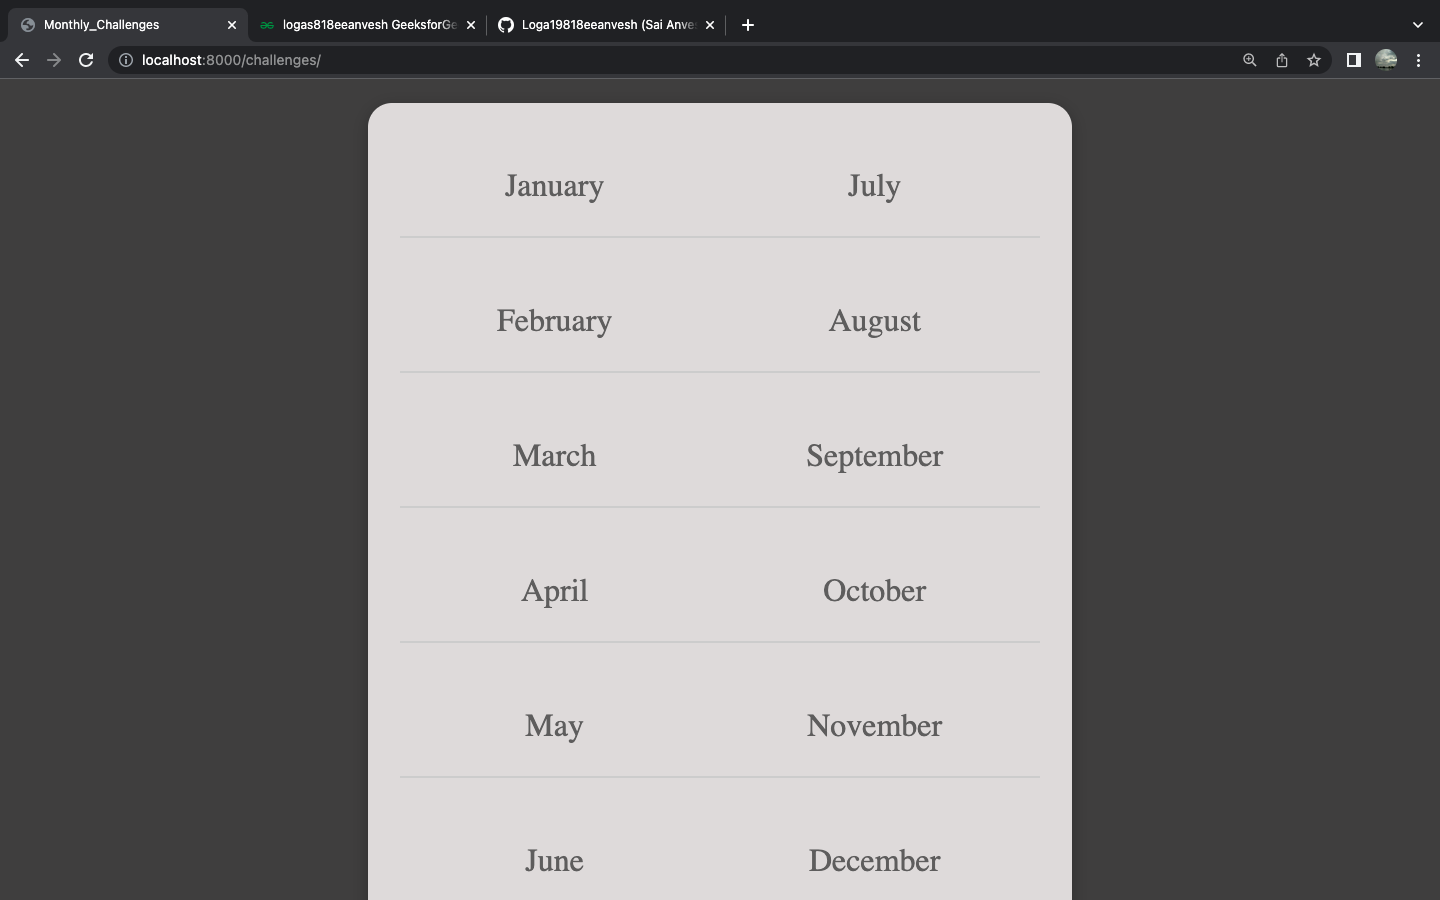 Monthly_Challenges
logas818eeanvesh GeeksforGe
Loga19818eeanvesh (Sai Anve
localhost:8000/challenges/
January July
February August
March September
April October
May November
June December